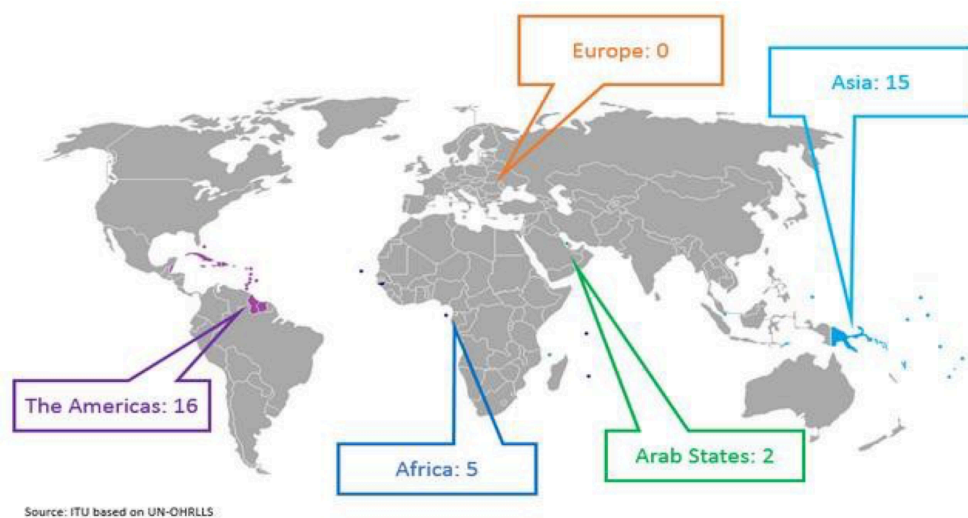 Europe: 0
Asia: 15
The Americas: 16
Africa: 5
Arab States: 2
Source: ITU based on UN-OHRLLS